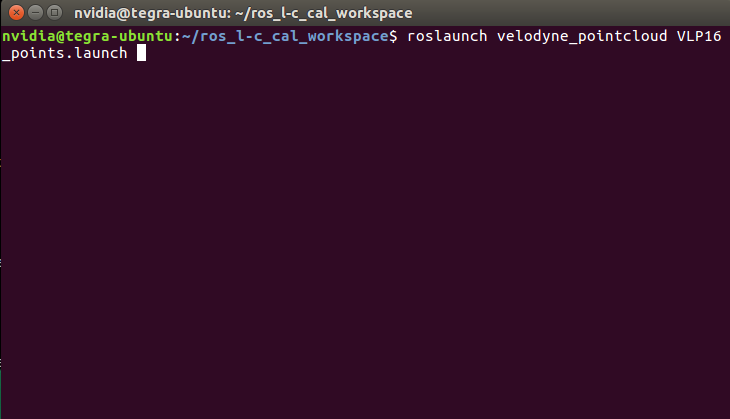 nvidia@tegra-ubuntu: ~/ros_l-c_cal_workspace
nvidia@tegra-ubuntu:~/ros_l-c_cal_workspace$ roslaunch velodyne_pointcloud VLP16
_points.launch